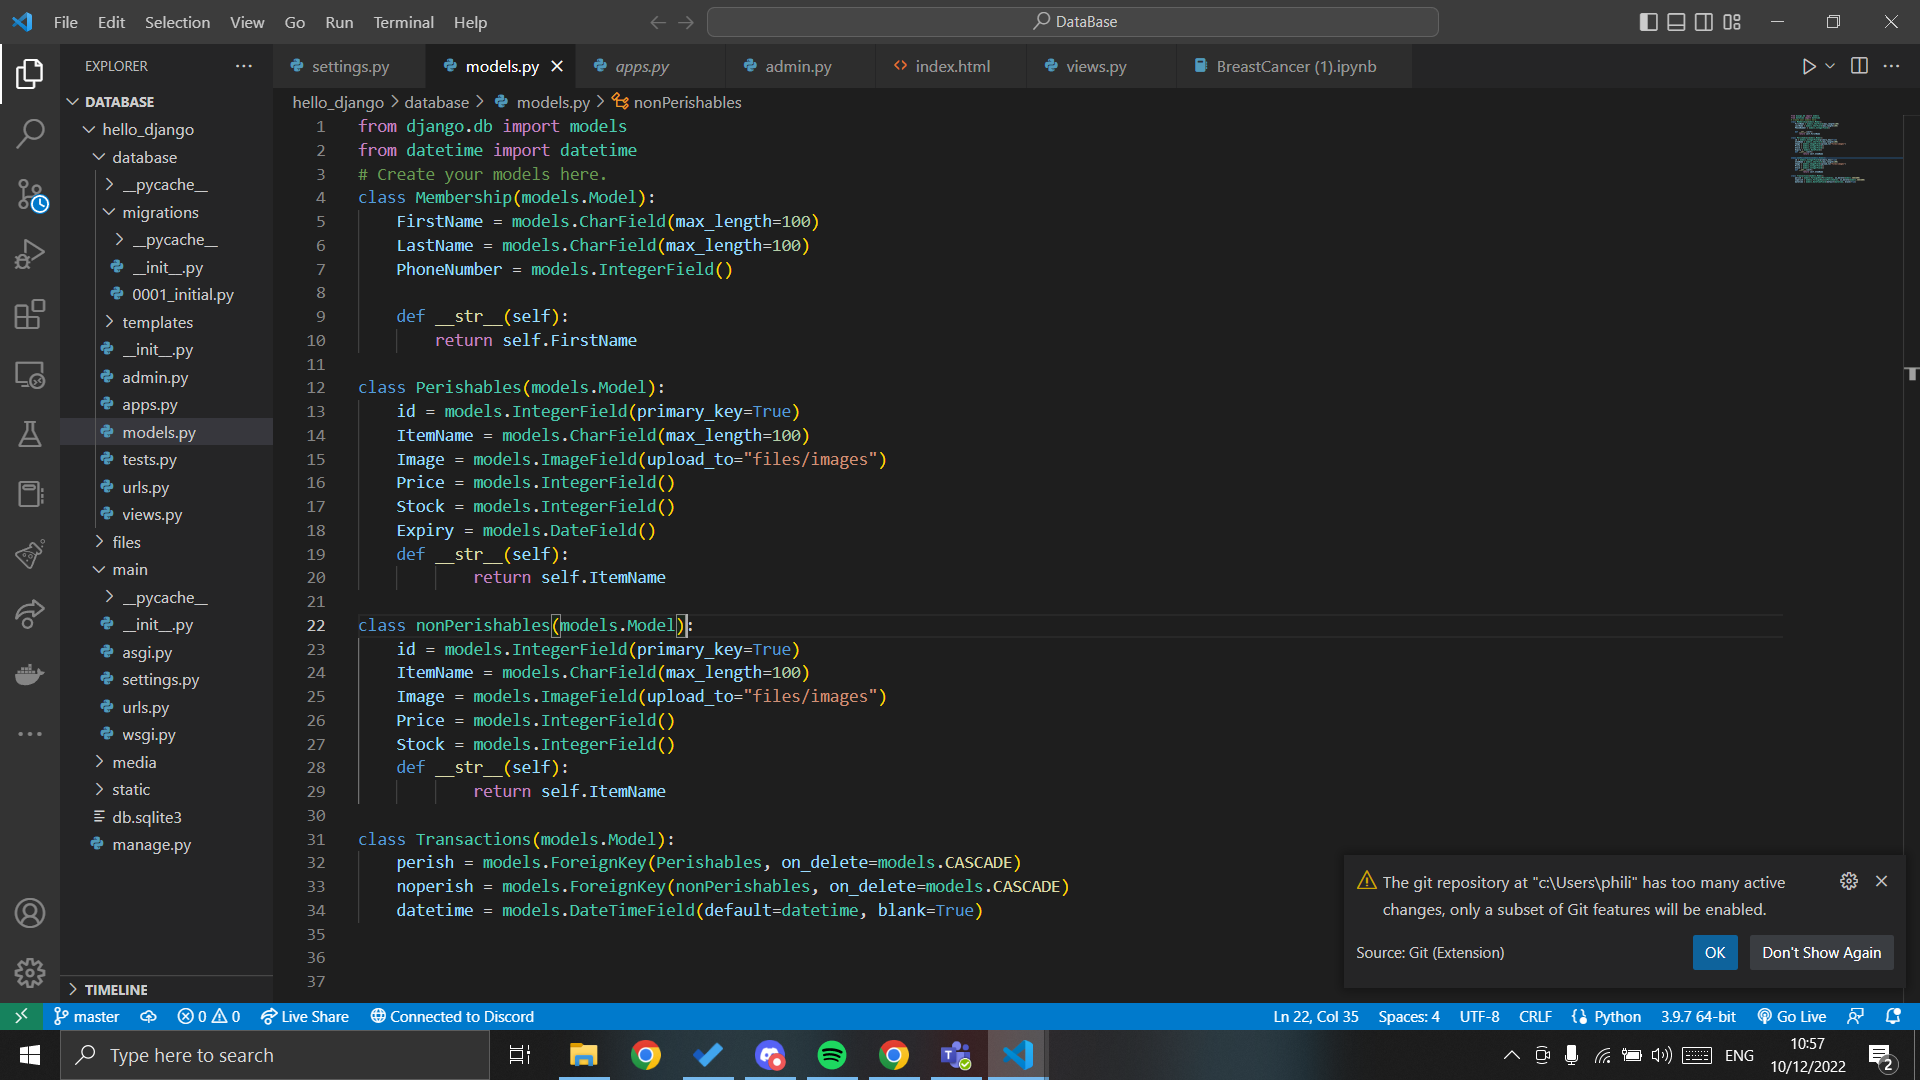 File Edit Selection View Go Run Terminal Help
DataBase
EXPLORER
settings.py
models.py
apps.py
admin.py
index.html
views.py
BreastCancer (1).ipynb
DATABASE
hello_django
database
__pycache__
migrations
__pycache__
__init__.py
0001_initial.py
templates
__init__.py
admin.py
apps.py
models.py
tests.py
urls.py
views.py
files
main
__pycache__
__init__.py
asgi.py
settings.py
urls.py
wsgi.py
media
static
db.sqlite3
manage.py
TIMELINE
hello_django > database > models.py > nonPerishables
1 from django.db import models
2 from datetime import datetime
3 # Create your models here.
4 class Membership(models.Model):
5 FirstName = models.CharField(max_length=100)
6 LastName = models.CharField(max_length=100)
7 PhoneNumber = models.IntegerField()
8
9 def __str__(self):
10 return self.FirstName
11
12 class Perishables(models.Model):
13 id = models.IntegerField(primary_key=True)
14 ItemName = models.CharField(max_length=100)
15 Image = models.ImageField(upload_to="files/images")
16 Price = models.IntegerField()
17 Stock = models.IntegerField()
18 Expiry = models.DateField()
19 def __str__(self):
20 return self.ItemName
21
22 class nonPerishables(models.Model):
23 id = models.IntegerField(primary_key=True)
24 ItemName = models.CharField(max_length=100)
25 Image = models.ImageField(upload_to="files/images")
26 Price = models.IntegerField()
27 Stock = models.IntegerField()
28 def __str__(self):
29 return self.ItemName
30
31 class Transactions(models.Model):
32 perish = models.ForeignKey(Perishables, on_delete=models.CASCADE)
33 noperish = models.ForeignKey(nonPerishables, on_delete=models.CASCADE)
34 datetime = models.DateTimeField(default=datetime, blank=True)
35
36
37
The git repository at "c:\Users\phili" has too many active
changes, only a subset of Git features will be enabled.
Source: Git (Extension)
OK
Don't Show Again
master
0 0
Live Share
Connected to Discord
Ln 22, Col 35
Spaces: 4
UTF-8
CRLF
Python
3.9.7 64-bit
Go Live
Type here to search
ENG
10:57
10/12/2022
2